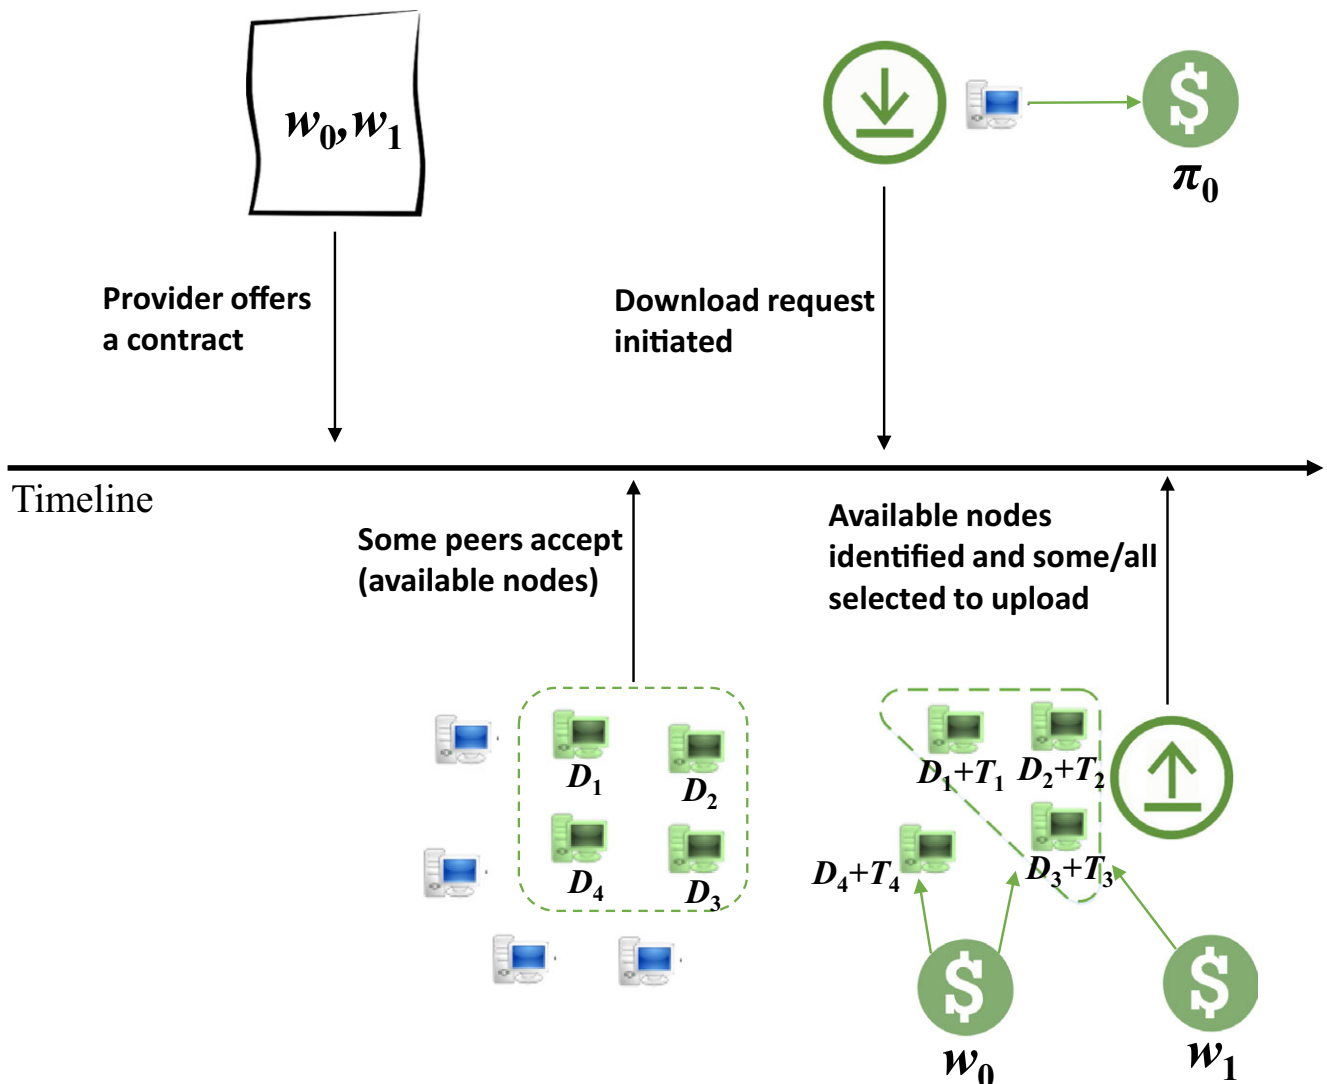 w₀,w₁
π₀
Provider offers
a contract
Download request
initiated
Timeline
Some peers accept
(available nodes)
Available nodes
identified and some/all
selected to upload
D₁
D₂
D₄
D₃
D₁+T₁
D₂+T₂
D₄+T₄
D₃+T₃
w₀
w₁